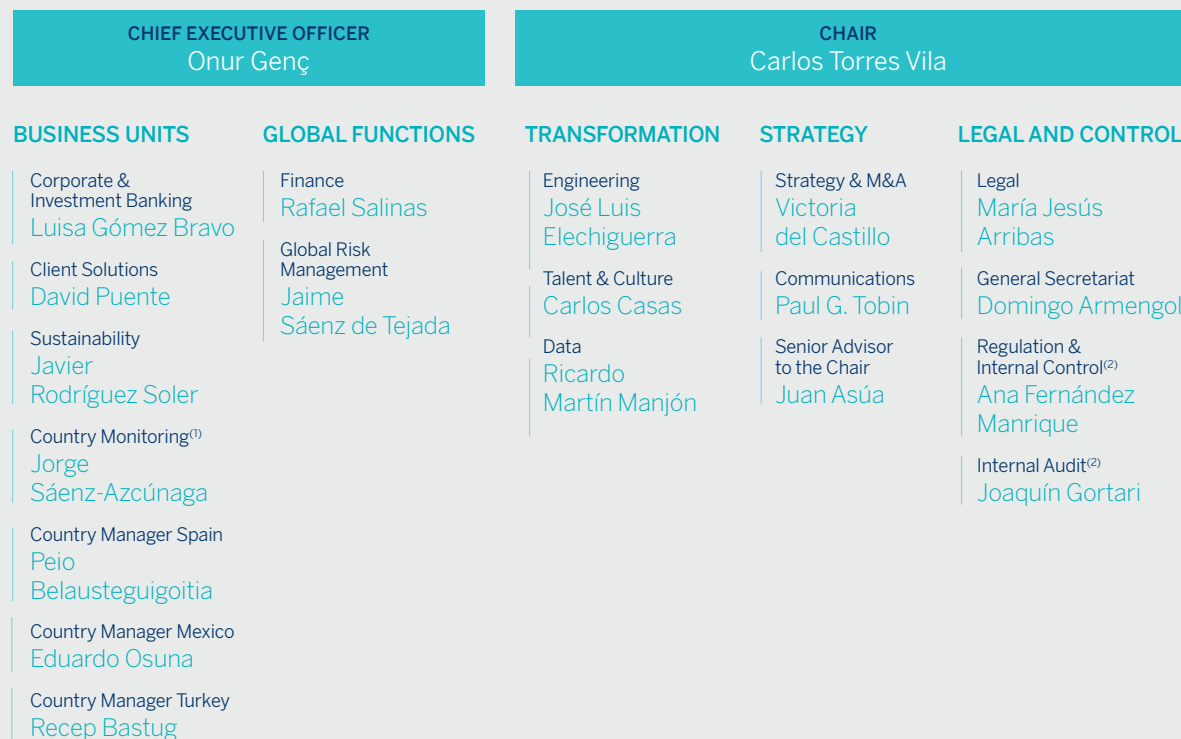 CHIEF EXECUTIVE OFFICER
Onur Genç
CHAIR
Carlos Torres Vila
BUSINESS UNITS
Corporate &
Investment Banking
Luisa Gómez Bravo
Client Solutions
David Puente
Sustainability
Javier
Rodríguez Soler
Country Monitoring(1)
Jorge
Sáenz-Azcúnaga
Country Manager Spain
Peio
Belausteguigoitia
Country Manager Mexico
Eduardo Osuna
Country Manager Turkey
Recep Bastug
GLOBAL FUNCTIONS
Finance
Rafael Salinas
Global Risk
Management
Jaime
Sáenz de Tejada
TRANSFORMATION
Engineering
José Luis
Elechiguerra
Talent & Culture
Carlos Casas
Data
Ricardo
Martín Manjón
STRATEGY
Strategy & M&A
Victoria
del Castillo
Communications
Paul G. Tobin
Senior Advisor
to the Chair
Juan Asúa
LEGAL AND CONTROL
Legal
María Jesús
Arribas
General Secretariat
Domingo Armengol
Regulation &
Internal Control(2)
Ana Fernández
Manrique
Internal Audit(2)
Joaquín Gortari